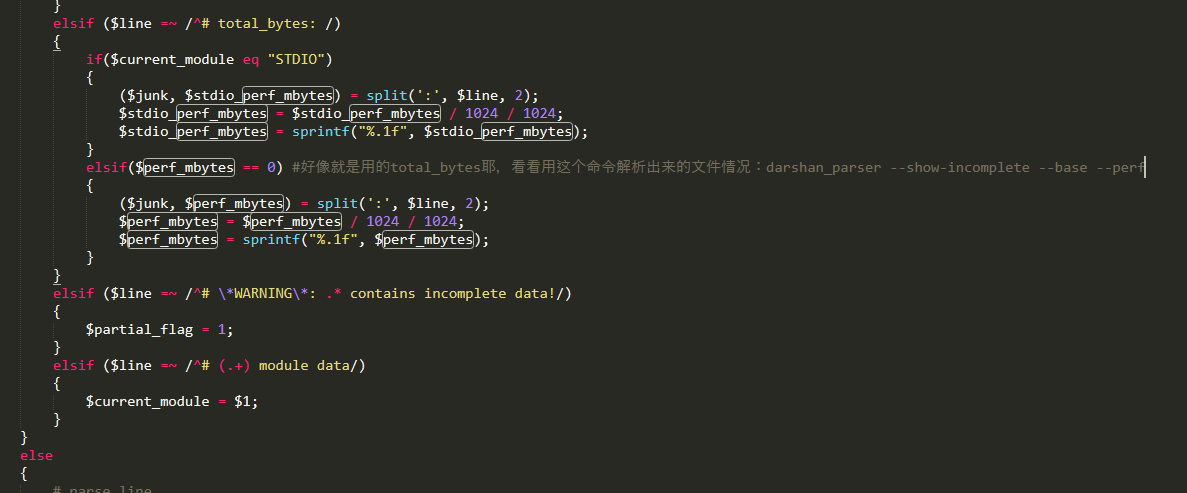 }
elsif ($line =~ /^# total_bytes: /)
{
if($current_module eq "STDIO")
{
($junk, $stdio_perf_mbytes) = split(':', $line, 2);
$stdio_perf_mbytes = $stdio_perf_mbytes / 1024 / 1024;
$stdio_perf_mbytes = sprintf("%.1f", $stdio_perf_mbytes);
}
elsif($perf_mbytes == 0) #好像就是用的total_bytes耶，看看用这个命令解析出来的文件情况：darshan_parser --show-incomplete --base --perf
{
($junk, $perf_mbytes) = split(':', $line, 2);
$perf_mbytes = $perf_mbytes / 1024 / 1024;
$perf_mbytes = sprintf("%.1f", $perf_mbytes);
}
}
elsif ($line =~ /^# \*WARNING\*: .* contains incomplete data!/)
{
$partial_flag = 1;
}
elsif ($line =~ /^# (.+) module data/)
{
$current_module = $1;
}
}
else
{
# parse line